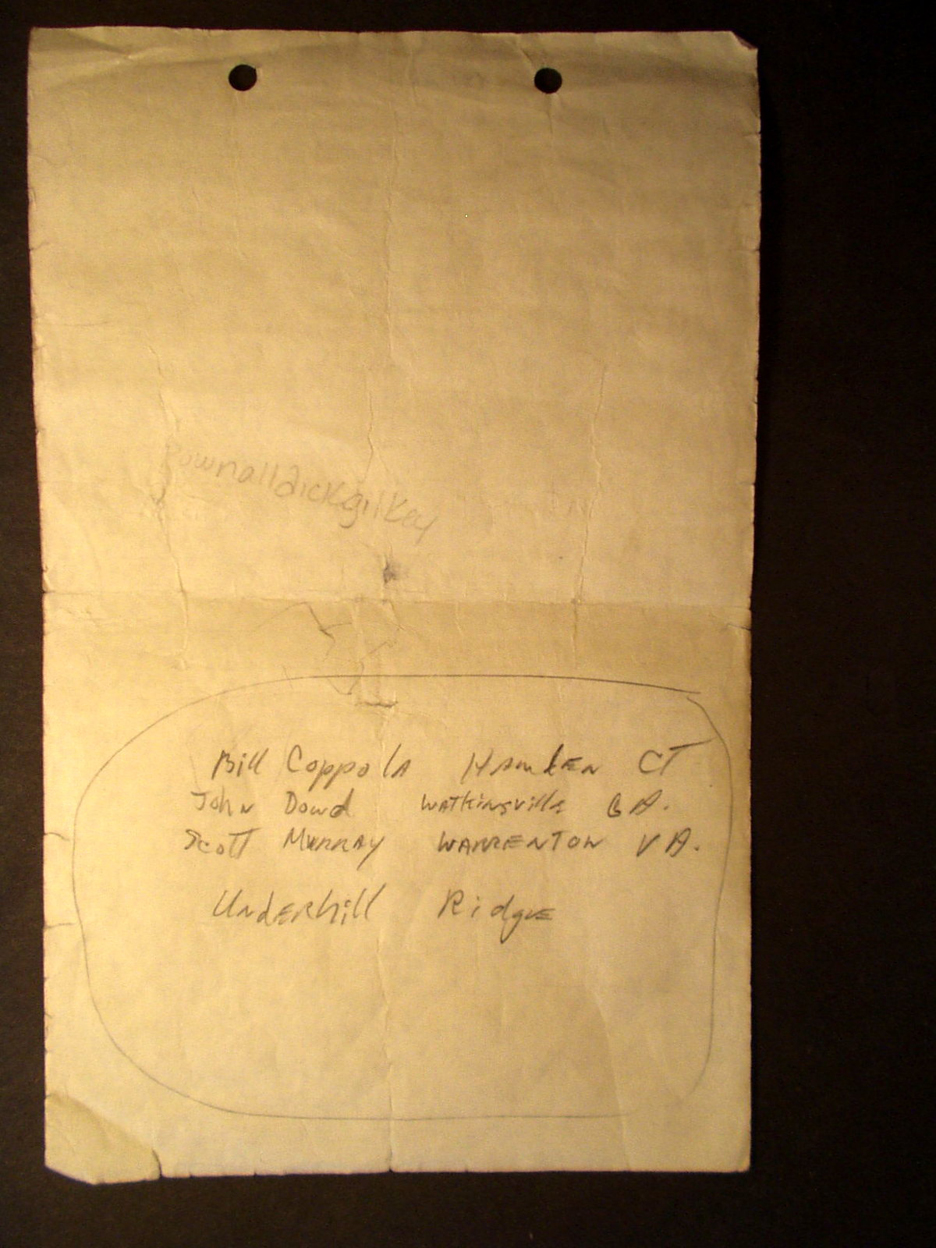 pownalldickgilkey
Bill Coppola Hamden CT
John Dowd Watkinsville GA.
Scott Murray Warrenton VA.
Underhill Ridge